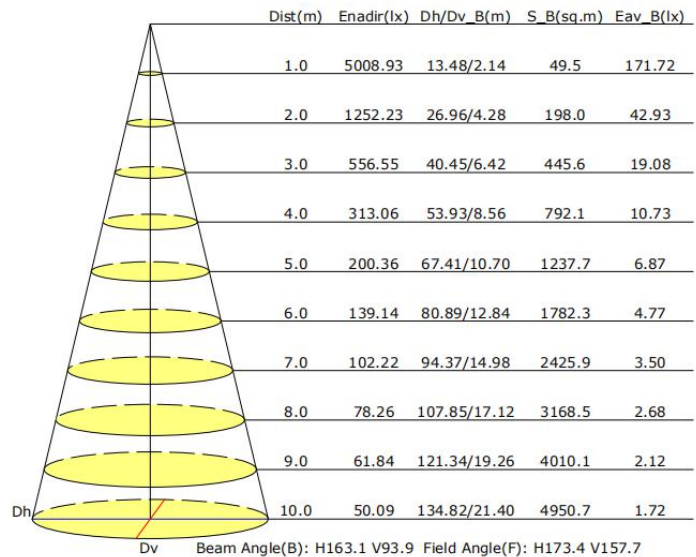 Dist(m) Enadir(lx) Dh/Dv_B(m) S_B(sq.m) Eav_B(lx)
1.0 5008.93 13.48/2.14 49.5 171.72
2.0 1252.23 26.96/4.28 198.0 42.93
3.0 556.55 40.45/6.42 445.6 19.08
4.0 313.06 53.93/8.56 792.1 10.73
5.0 200.36 67.41/10.70 1237.7 6.87
6.0 139.14 80.89/12.84 1782.3 4.77
7.0 102.22 94.37/14.98 2425.9 3.50
8.0 78.26 107.85/17.12 3168.5 2.68
9.0 61.84 121.34/19.26 4010.1 2.12
Dh 10.0 50.09 134.82/21.40 4950.7 1.72
Dv Beam Angle(B): H163.1 V93.9 Field Angle(F): H173.4 V157.7